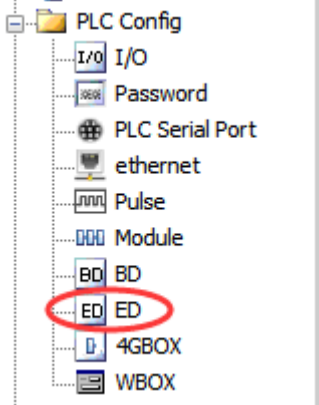 PLC Config
I/O I/O
Password
PLC Serial Port
ethernet
Pulse
Module
BD BD
ED ED
4GBOX
WBOX